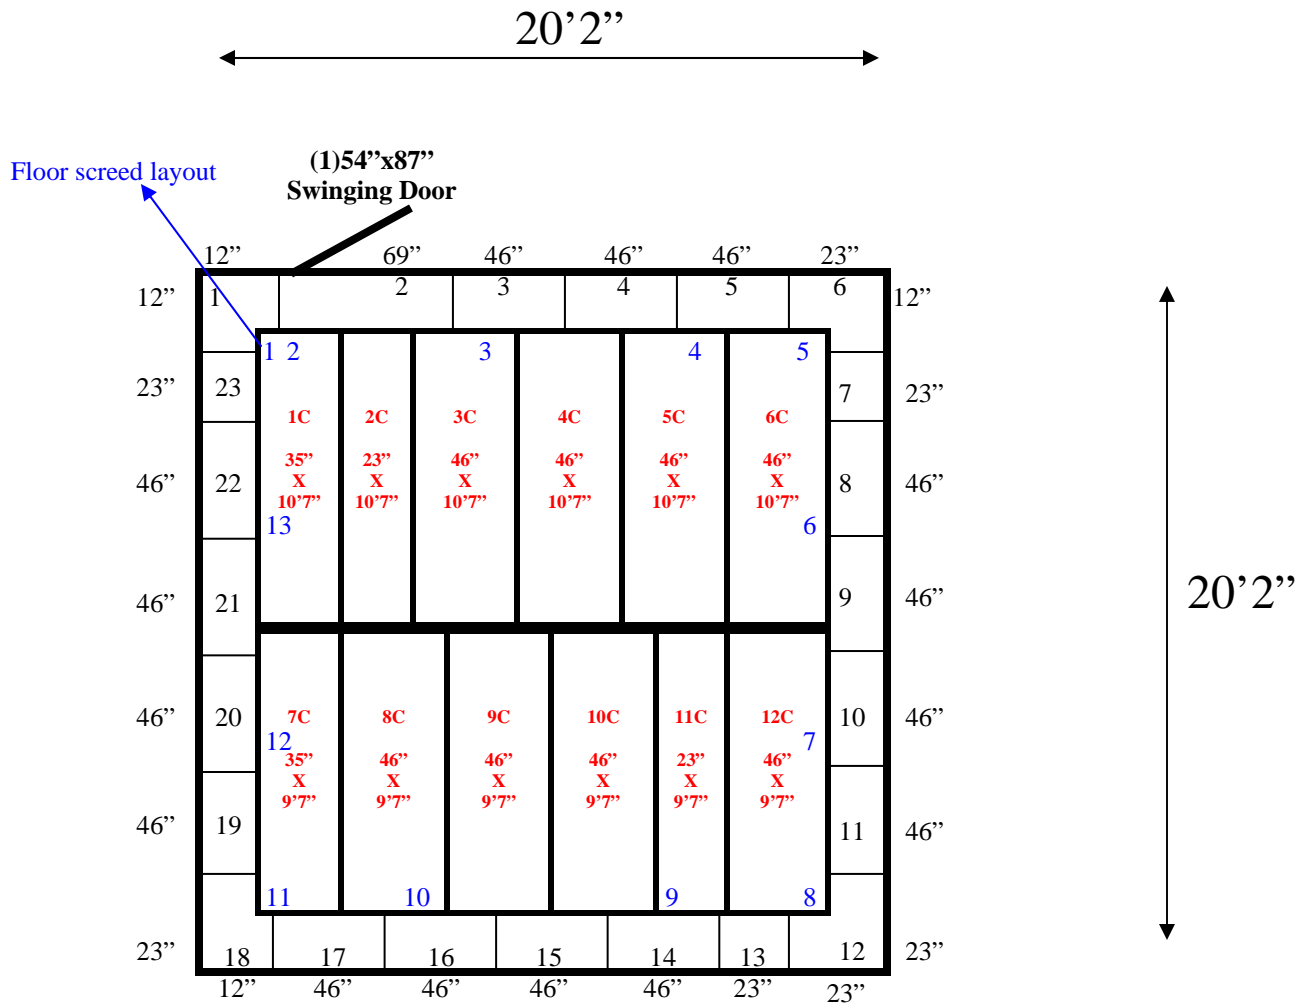 20’2”
(1)54”x87”
Floor screed layout
Swinging Door
12” 69” 46” 46” 46” 23”
12” 1 2 3 4 5 6 12”
1 2 3 4 5
23” 23 7 23”
1C 2C 3C 4C 5C 6C
35” 23” 46” 46” 46” 46”
46” 22 X X X X X X 8 46”
10’7” 10’7” 10’7” 10’7” 10’7” 10’7”
13 6
20’2”
46” 21 9 46”
46” 20 7C 8C 9C 10C 11C 12C 10 46”
12 7
35” 46” 46” 46” 23” 46”
X X X X X X
9’7” 9’7” 9’7” 9’7” 9’7” 9’7”
46” 19 11 46”
11 10 9 8
23” 18 17 16 15 14 13 12 23”
12” 46” 46” 46” 46” 23” 23”